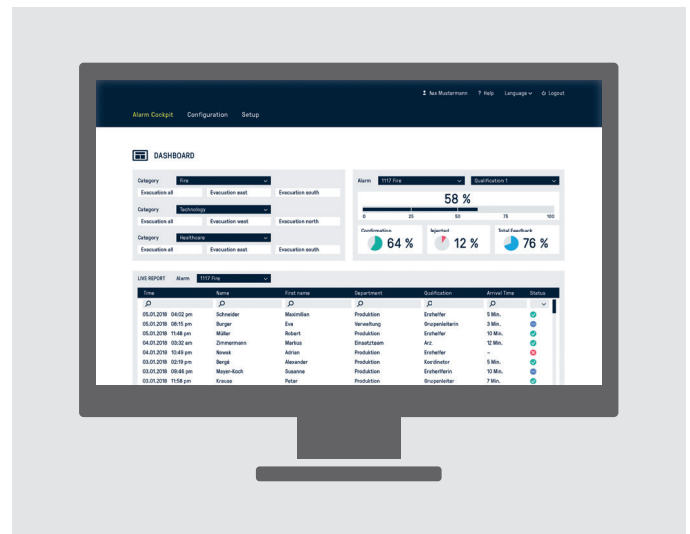 Max Mustermann ? Help Language Logout
Alarm Cockpit Configuration Setup
DASHBOARD
Category Fire
Evacuation all Evacuation east Evacuation south
Category Technology
Evacuation all Evacuation west Evacuation north
Category Healthcare
Evacuation all Evacuation east Evacuation south
Alarm 1117 Fire Qualification 1
58 %
0 25 50 75 100
Confirmation Rejected Total Feedback
64 % 12 % 76 %
LIVE REPORT Alarm 1117 Fire
Time Name First name Department Qualification Arrival Time Status
05.01.2018 04:02 pm Schneider Maximilian Produktion Ersthelfer 5 Min.
05.01.2018 08:15 pm Burger Eva Verwaltung Gruppenleiterin 3 Min.
05.01.2018 11:48 pm Müller Robert Produktion Ersthelfer 10 Min.
04.01.2018 03:32 am Zimmermann Markus Einsatzteam Arz. 12 Min.
04.01.2018 10:49 pm Nowak Adrian Produktion Ersthelfer –
03.01.2018 02:19 pm Bergé Alexander Produktion Koordinator 5 Min.
03.01.2018 09:46 pm Mayer-Koch Susanne Produktion Ersthelferin 10 Min.
03.01.2018 11:58 pm Krause Peter Produktion Gruppenleiter 7 Min.